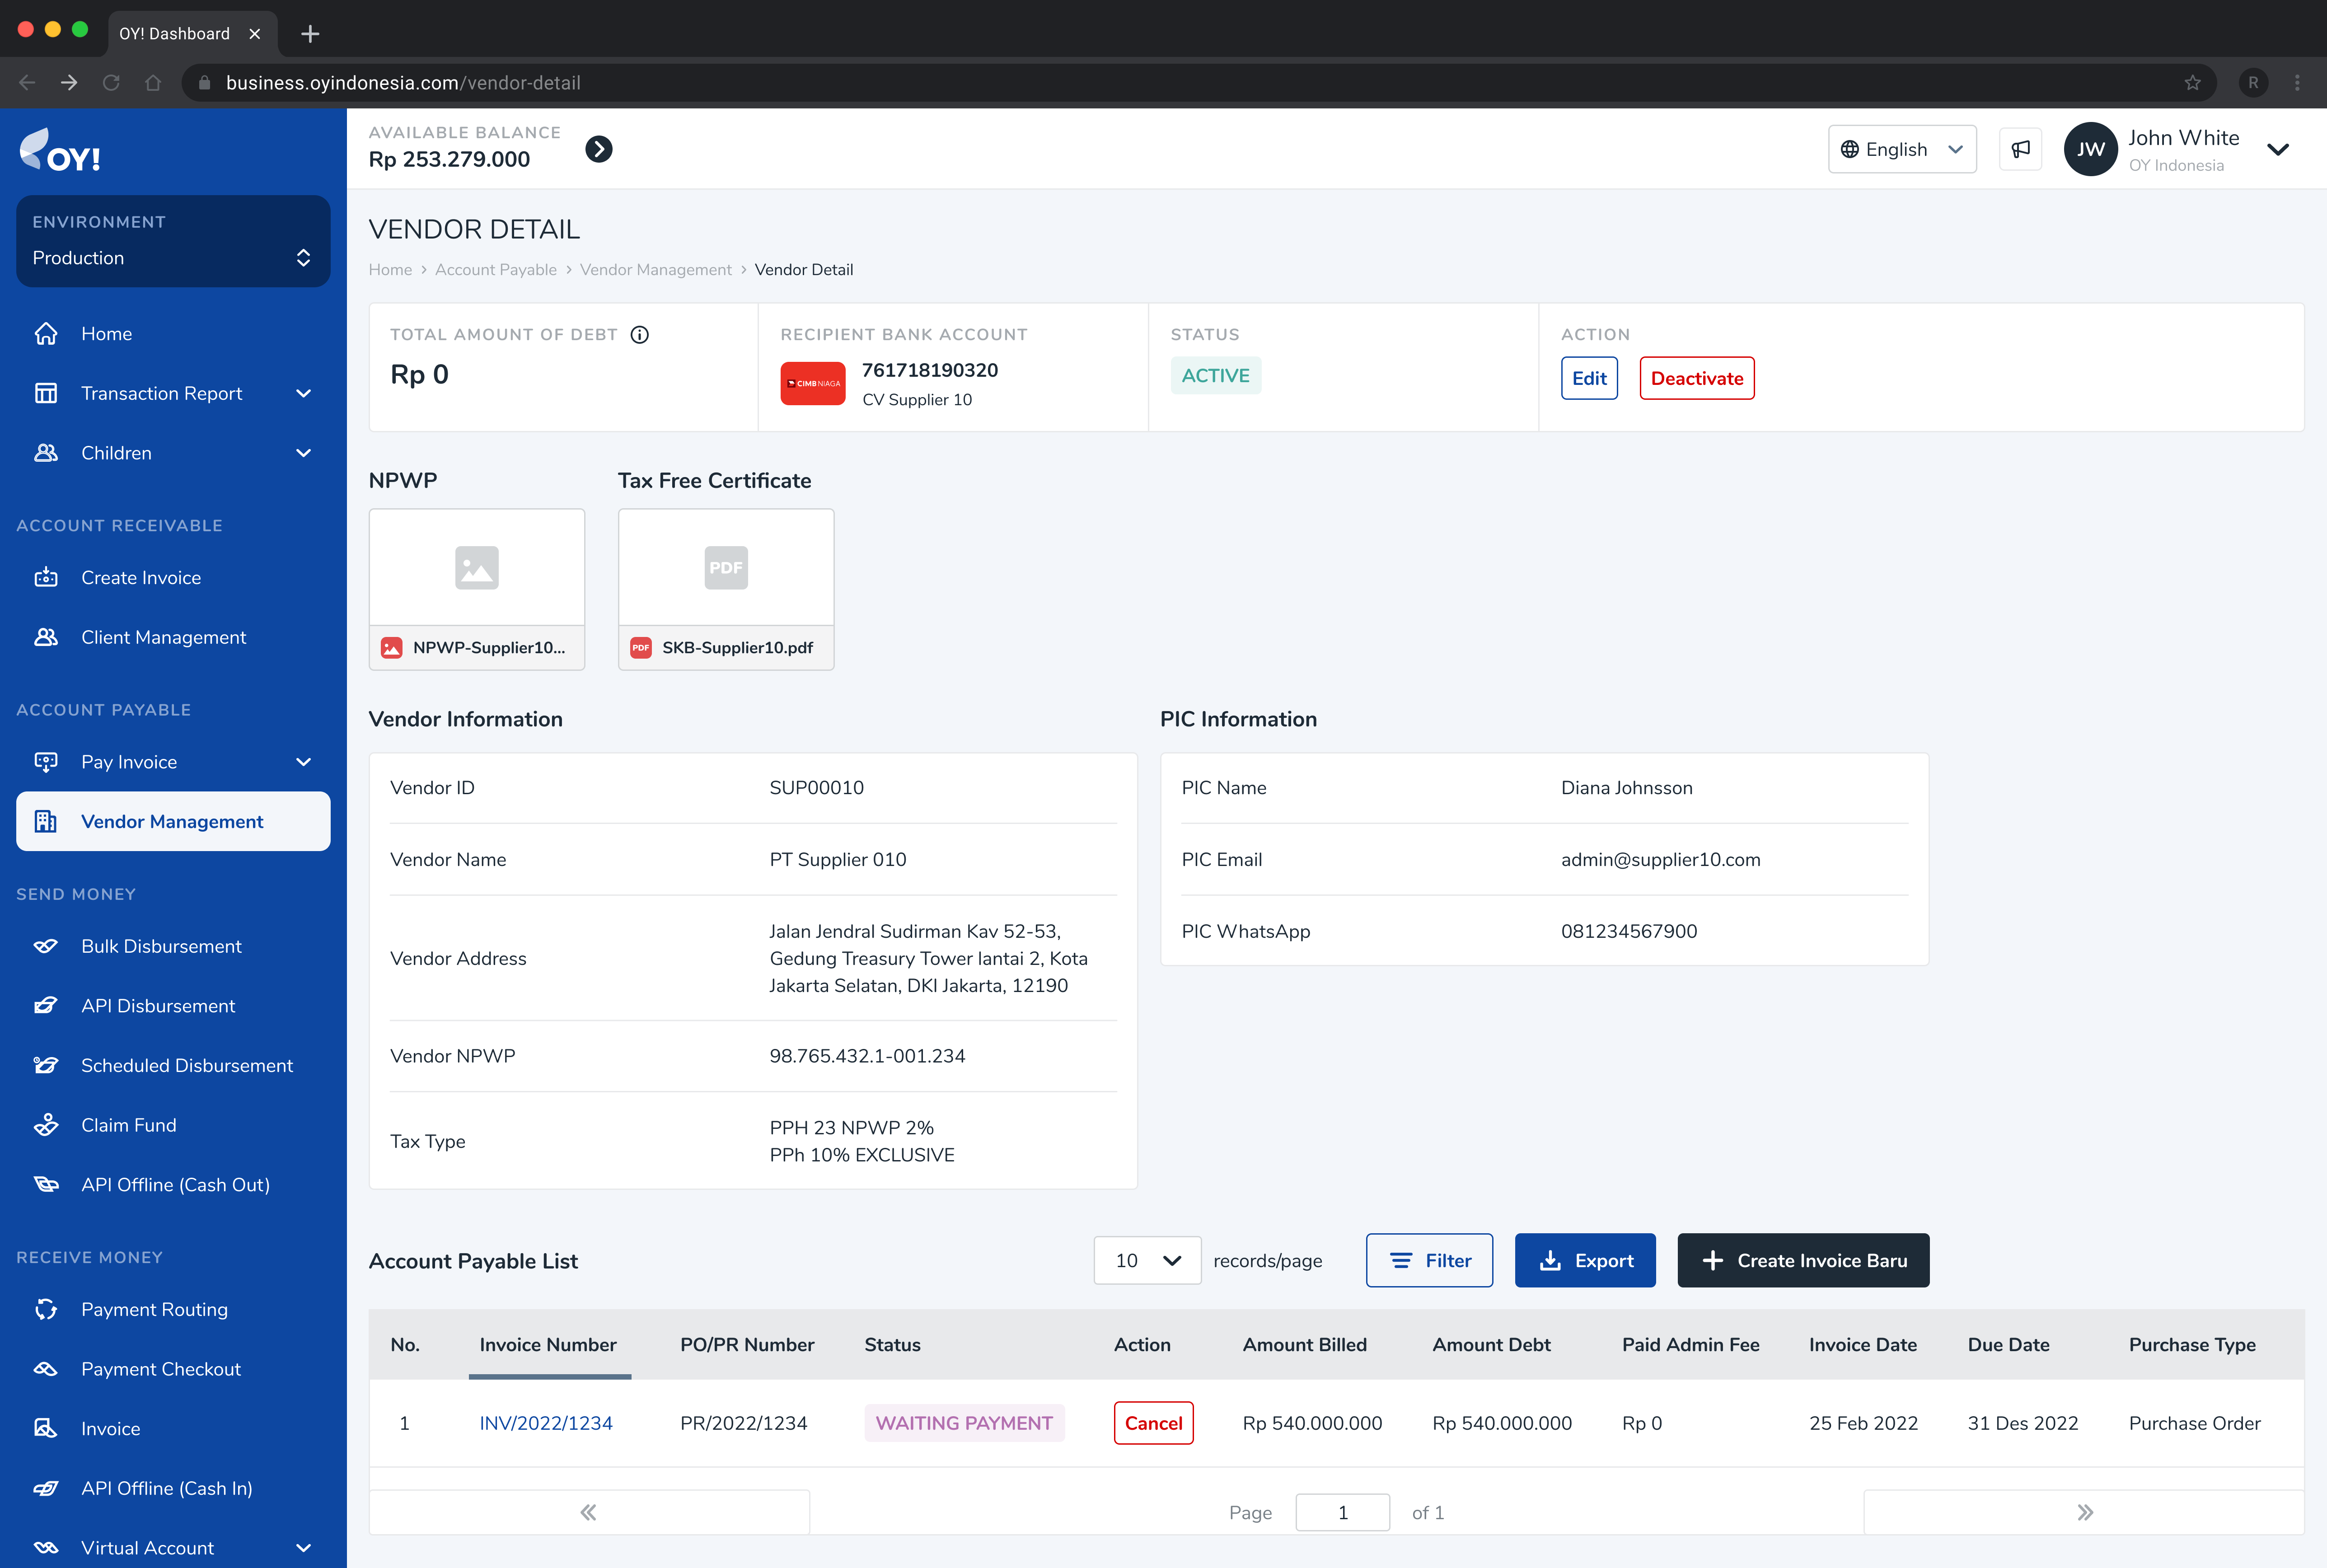 OY! Dashboard
business.oyindonesia.com/vendor-detail
R
OY!
ENVIRONMENT
Production
Home
Transaction Report
Children
ACCOUNT RECEIVABLE
Create Invoice
Client Management
ACCOUNT PAYABLE
Pay Invoice
Vendor Management
SEND MONEY
Bulk Disbursement
API Disbursement
Scheduled Disbursement
Claim Fund
API Offline (Cash Out)
RECEIVE MONEY
Payment Routing
Payment Checkout
Invoice
API Offline (Cash In)
Virtual Account
AVAILABLE BALANCE
Rp 253.279.000
English
JW
John White
OY Indonesia
VENDOR DETAIL
Home > Account Payable > Vendor Management > Vendor Detail
TOTAL AMOUNT OF DEBT
Rp 0
RECIPIENT BANK ACCOUNT
CIMB NIAGA
761718190320
CV Supplier 10
STATUS
ACTIVE
ACTION
Edit
Deactivate
NPWP
NPWP-Supplier10...
Tax Free Certificate
PDF
PDF SKB-Supplier10.pdf
Vendor Information
Vendor ID SUP00010
Vendor Name PT Supplier 010
Vendor Address Jalan Jendral Sudirman Kav 52-53,
Gedung Treasury Tower lantai 2, Kota
Jakarta Selatan, DKI Jakarta, 12190
Vendor NPWP 98.765.432.1-001.234
Tax Type PPH 23 NPWP 2%
PPh 10% EXCLUSIVE
PIC Information
PIC Name Diana Johnsson
PIC Email admin@supplier10.com
PIC WhatsApp 081234567900
Account Payable List
10 records/page
Filter
Export
Create Invoice Baru
No. Invoice Number PO/PR Number Status Action Amount Billed Amount Debt Paid Admin Fee Invoice Date Due Date Purchase Type
1 INV/2022/1234 PR/2022/1234 WAITING PAYMENT Cancel Rp 540.000.000 Rp 540.000.000 Rp 0 25 Feb 2022 31 Des 2022 Purchase Order
Page 1 of 1